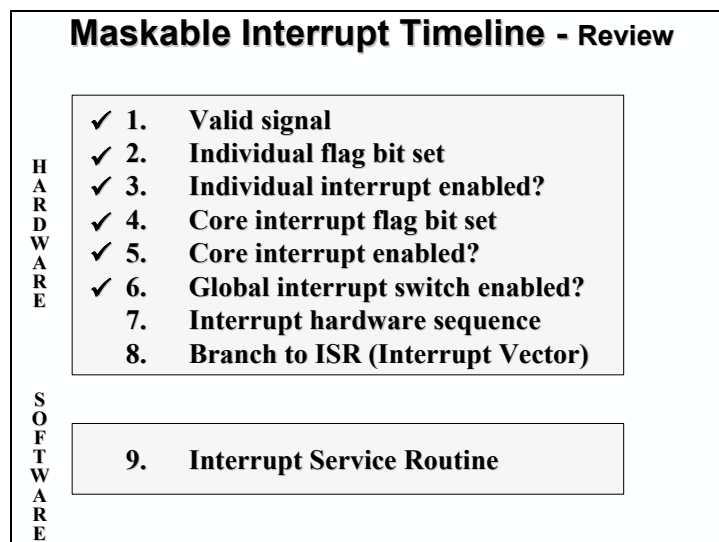 Maskable Interrupt Timeline - Review
HARDWARE
✓ 1. Valid signal
✓ 2. Individual flag bit set
✓ 3. Individual interrupt enabled?
✓ 4. Core interrupt flag bit set
✓ 5. Core interrupt enabled?
✓ 6. Global interrupt switch enabled?
7. Interrupt hardware sequence
8. Branch to ISR (Interrupt Vector)
SOFTWARE
9. Interrupt Service Routine